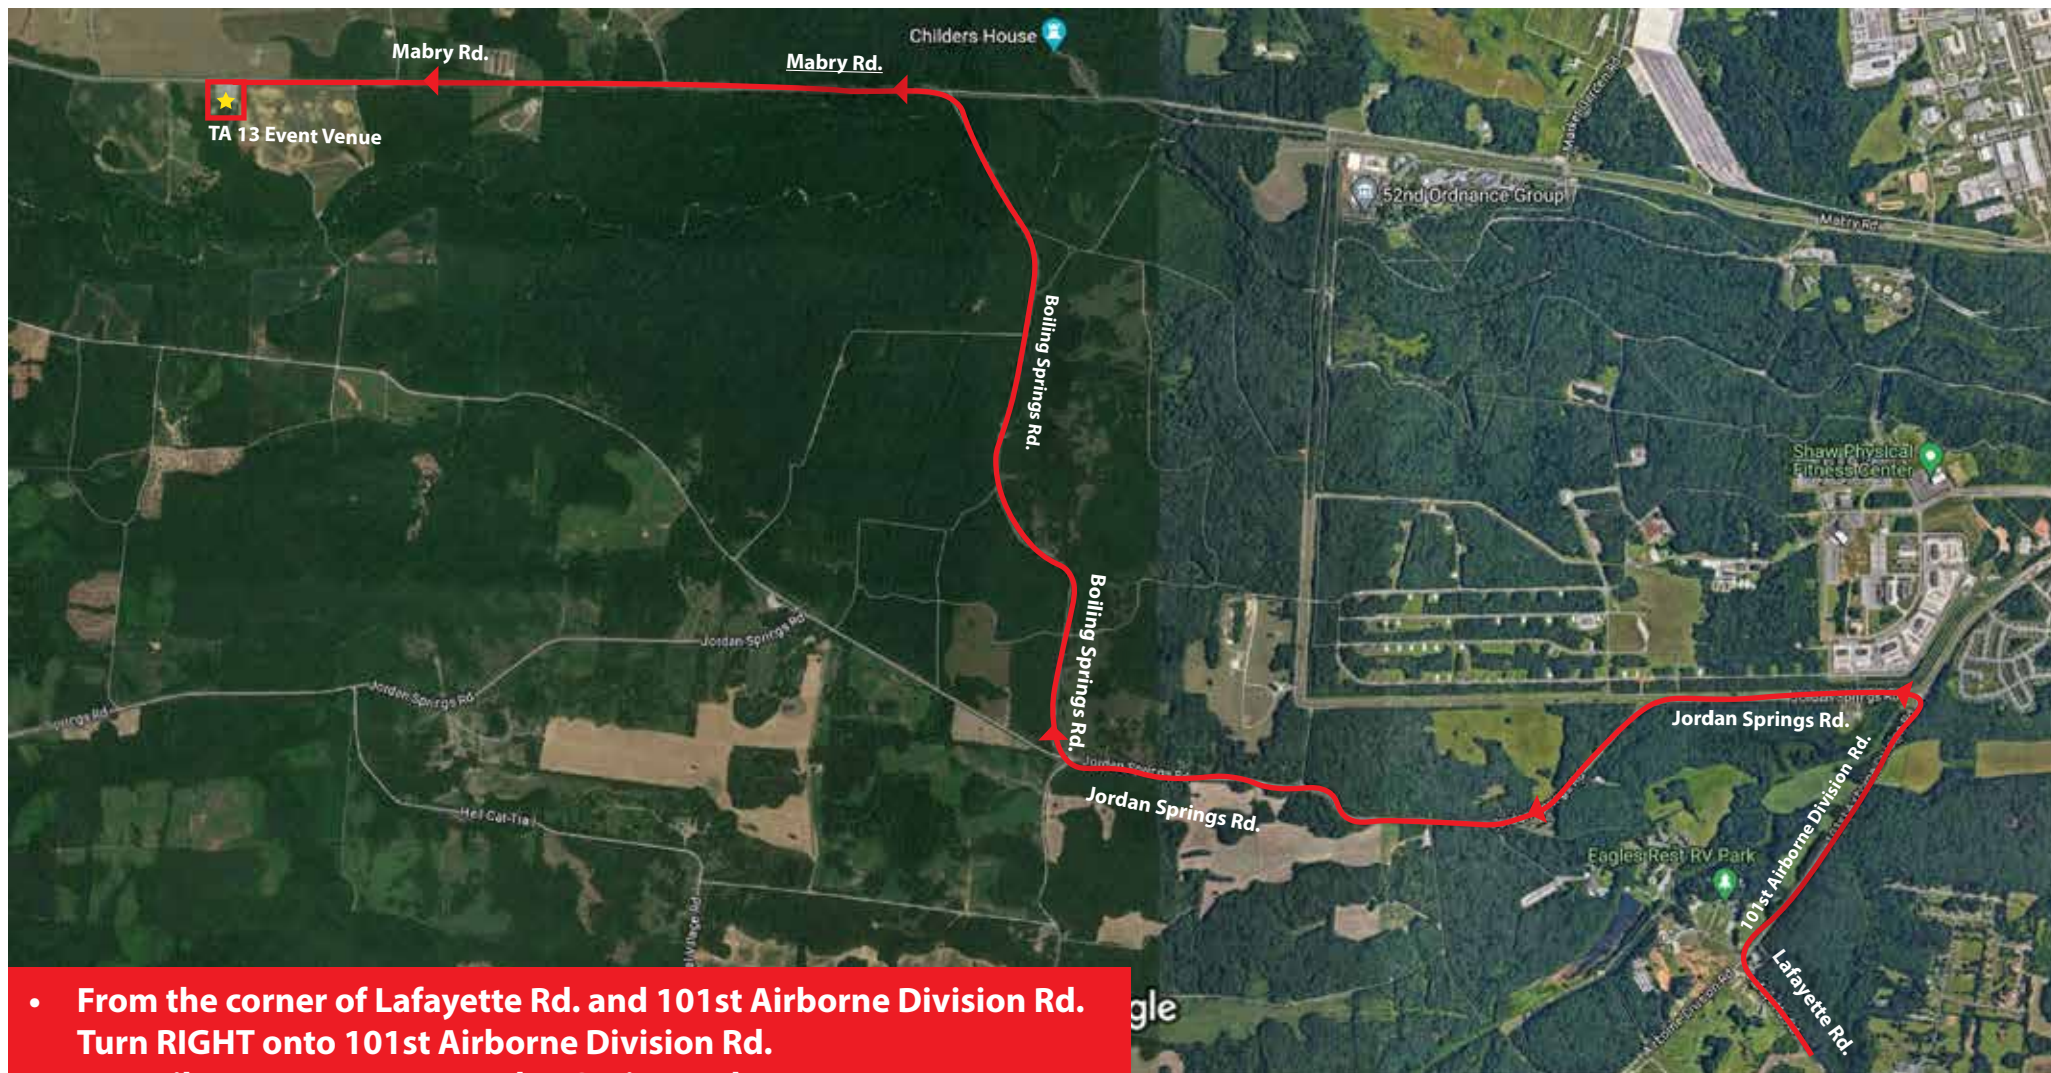 Childers House
Mabry Rd.
Mabry Rd.
TA 13 Event Venue
52nd Ordnance Group
Mabry Rd
Boiling Springs Rd.
Shaw Physical
Fitness Center
Boiling Springs Rd.
Jordan Springs Rd
Jordan Springs Rd
Springs Rd
Jordan Springs Rd.
Jordan Springs Rd
Jordan Springs Rd.
101st Airborne Division Rd.
Eagles Rest RV Park
Lafayette Rd.
Airborne Division Rd
gle
• From the corner of Lafayette Rd. and 101st Airborne Division Rd.
Turn RIGHT onto 101st Airborne Division Rd.